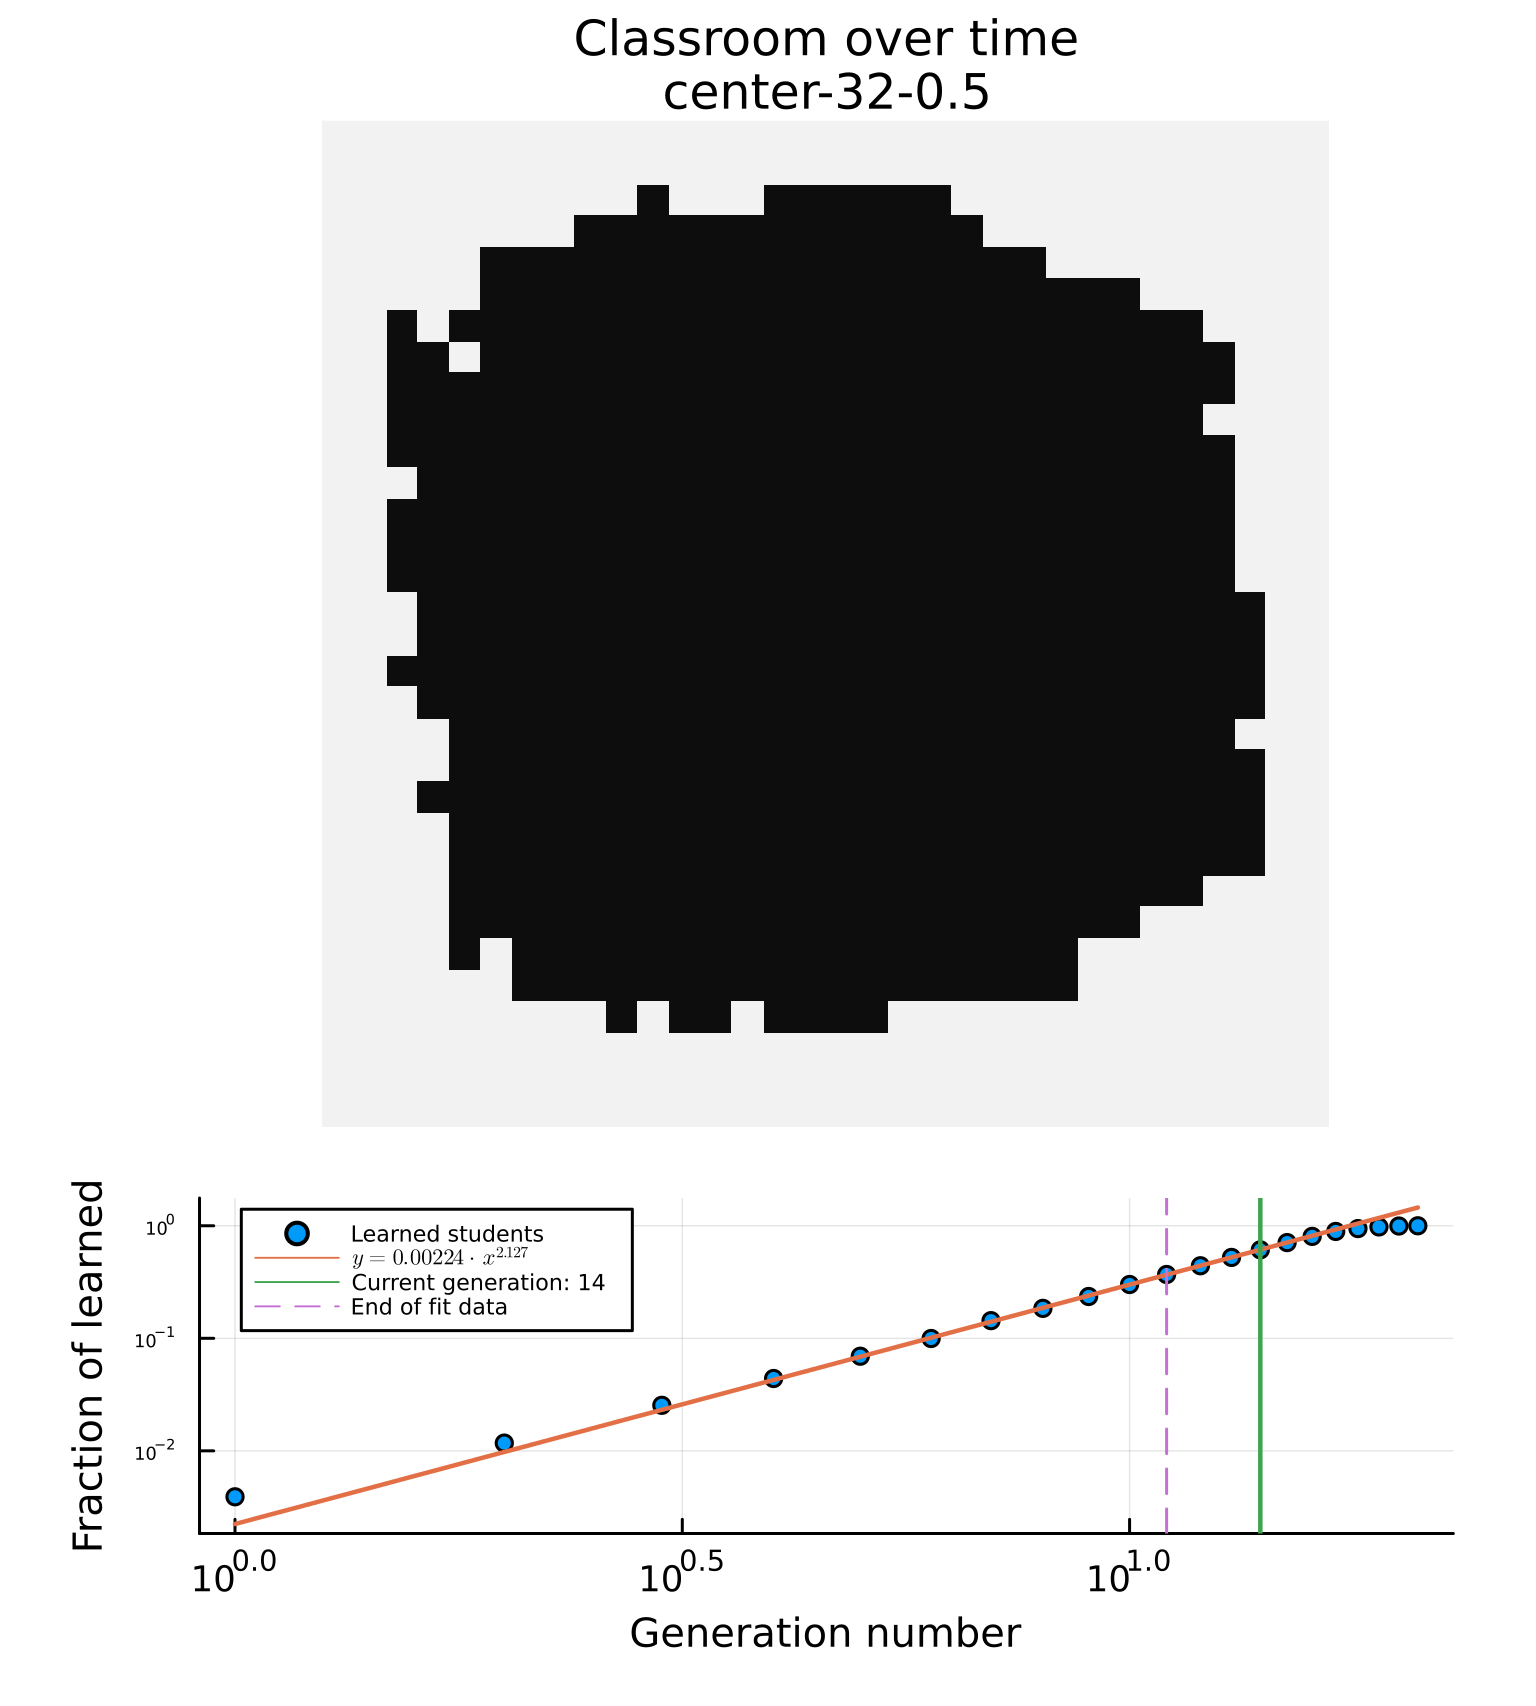 Classroom over time
center-32-0.5
Fraction of learned
10^0
10^-1
10^-2
Learned students
y = 0.00224 · x^2.127
Current generation: 14
End of fit data
10^0.0
10^0.5
10^1.0
Generation number